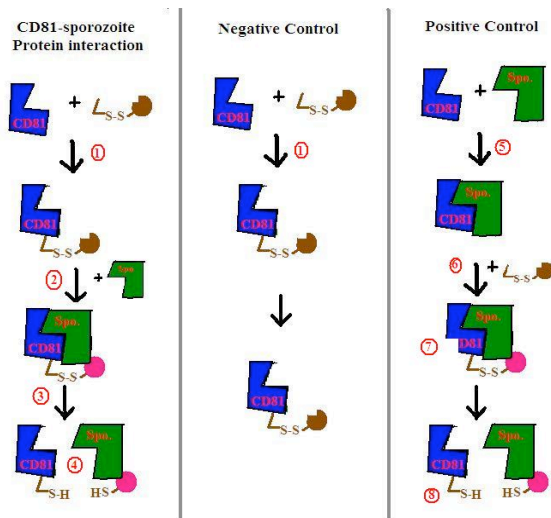 CD81-sporozoite
Protein interaction
Negative Control
Positive Control
CD81
+
S-S
CD81
+
S-S
CD81
+
Spo.
1
1
5
CD81
S-S
CD81
S-S
Spo.
CD81
2
+
Spo
6
+
S-S
Spo.
CD81
S-S
7
Spo.
D81
S-S
3
CD81
S-S
CD81
4
Spo.
S-H
HS
CD81
Spo.
8
S-H
HS